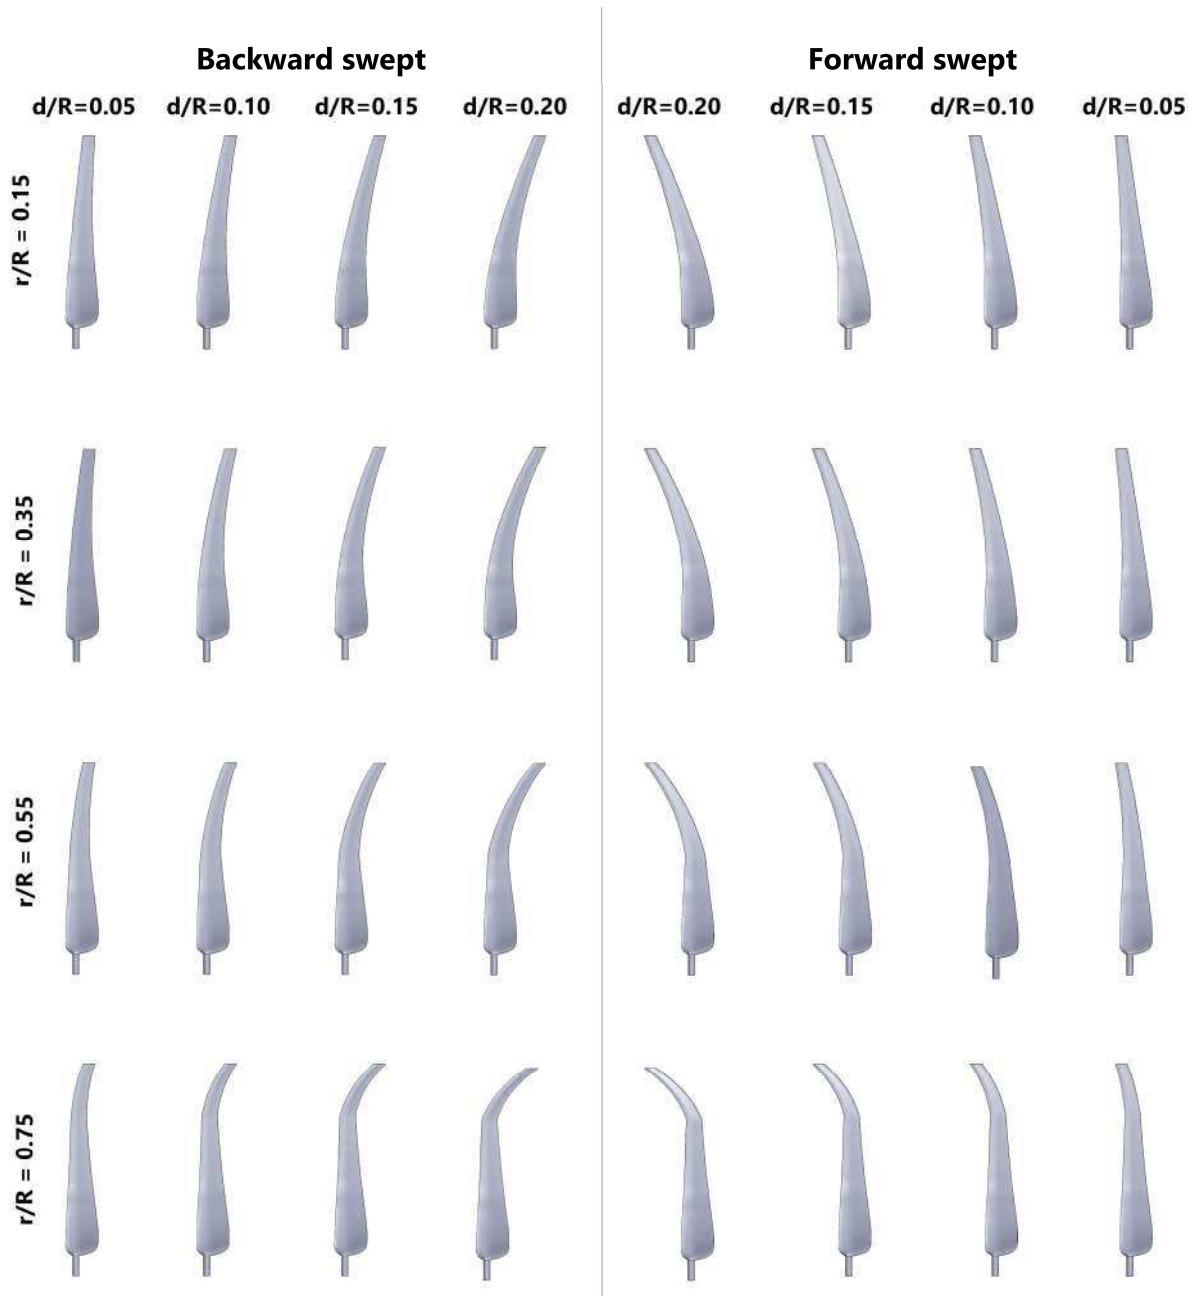 Backward swept
Forward swept
d/R=0.05 d/R=0.10 d/R=0.15 d/R=0.20 d/R=0.20 d/R=0.15 d/R=0.10 d/R=0.05
r/R = 0.15
r/R = 0.35
r/R = 0.55
r/R = 0.75